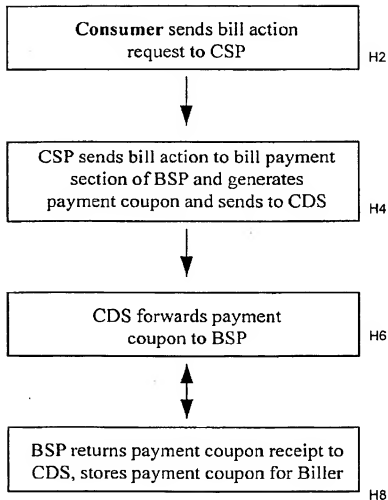 Consumer sends bill action
request to CSP
H2
CSP sends bill action to bill payment
section of BSP and generates
payment coupon and sends to CDS
H4
CDS forwards payment
coupon to BSP
H6
BSP returns payment coupon receipt to
CDS, stores payment coupon for Biller
H8